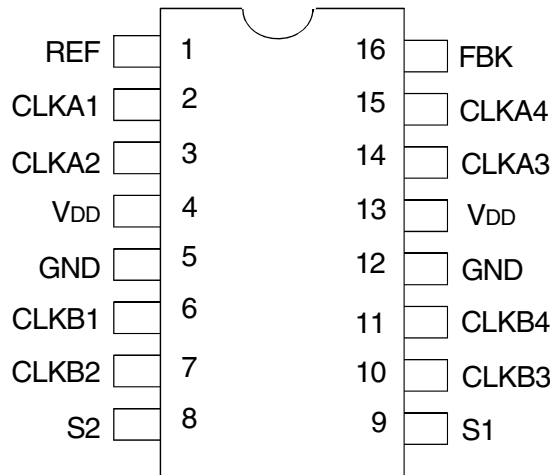 REF 1 16 FBK
CLKA1 2 15 CLKA4
CLKA2 3 14 CLKA3
VDD 4 13 VDD
GND 5 12 GND
CLKB1 6 11 CLKB4
CLKB2 7 10 CLKB3
S2 8 9 S1